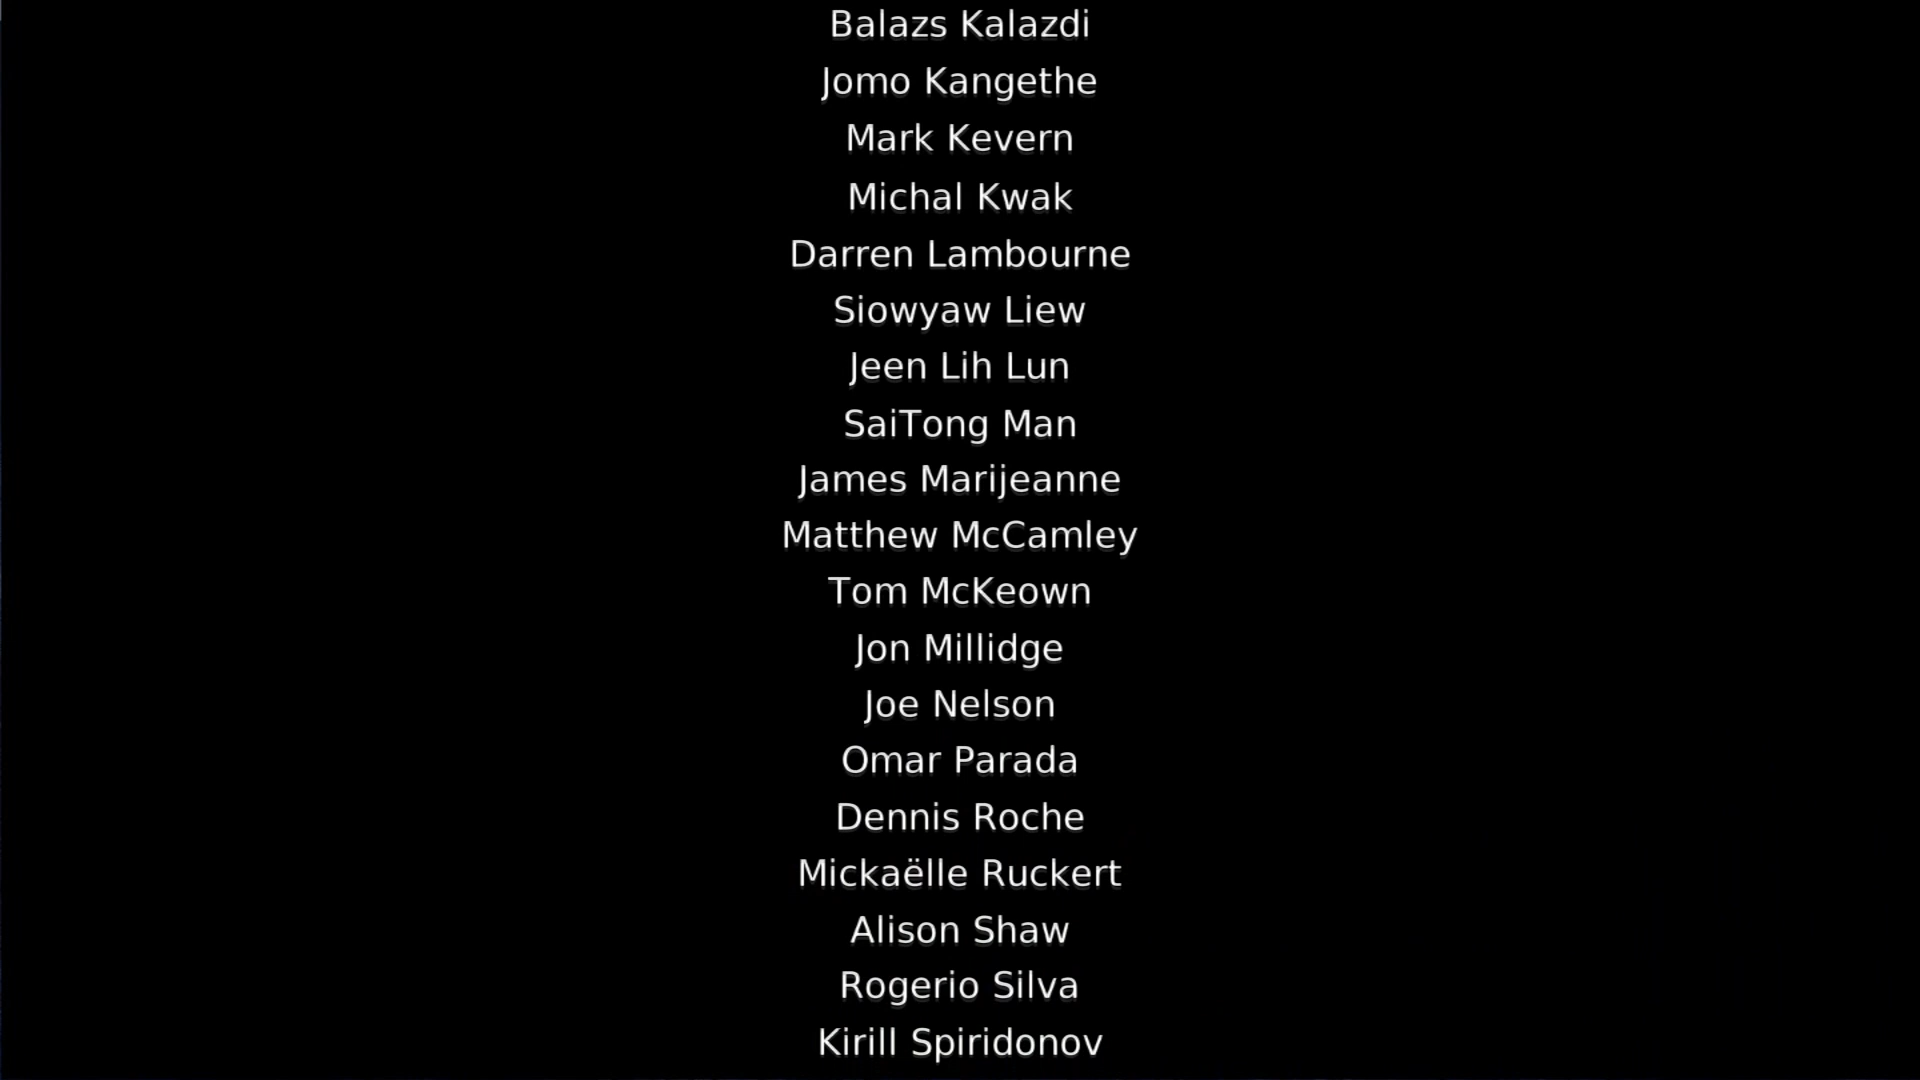 Balazs Kalazdi
Jomo Kangethe
Mark Kevern
Michal Kwak
Darren Lambourne
Siowyaw Liew
Jeen Lih Lun
SaiTong Man
James Marijeanne
Matthew McCamley
Tom McKeown
Jon Millidge
Joe Nelson
Omar Parada
Dennis Roche
Mickaëlle Ruckert
Alison Shaw
Rogerio Silva
Kirill Spiridonov